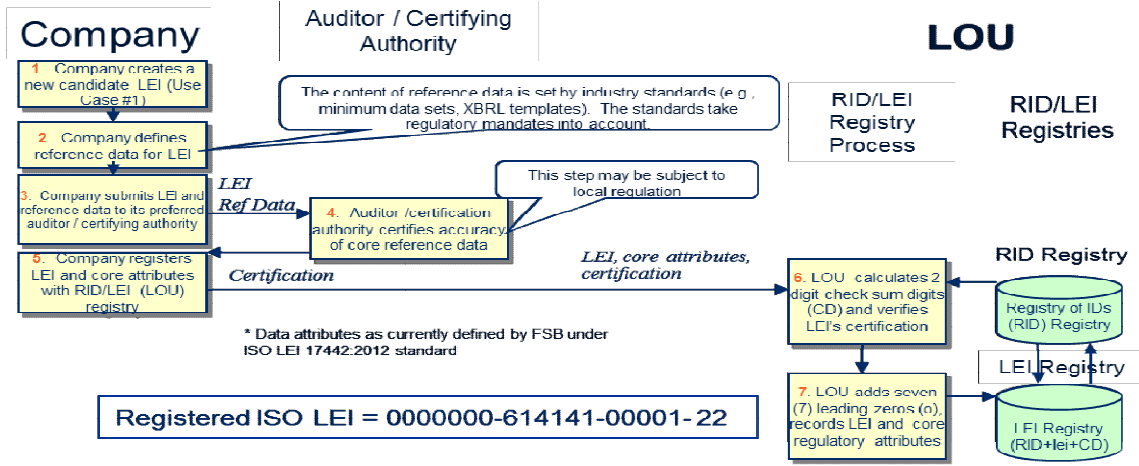 Company
Auditor / Certifying
Authority
LOU
1 Company creates a
new candidate LEI (Use
Case #1)
The content of reference data is set by industry standards (e.g.,
minimum data sets, XBRL templates). The standards take
regulatory mandates into account.
RID/LEI
Registry
Process
RID/LEI
Registries
2 Company defines
reference data for LEI
3. Company submits LEI and
reference data to its preferred
auditor / certifying authority
LEI
Ref Data
This step may be subject to
local regulation
4. Auditor /certification
authority certifies accuracy
of core reference data
5. Company registers
LEI and core attributes
with RID/LEI (LOU)
registry
Certification
LEI, core attributes,
certification
6. LOU calculates 2
digit check sum digits
(CD) and verifies
LEI's certification
RID Registry
Registry of IDs
(RID) Registry
* Data attributes as currently defined by FSB under
ISO LEI 17442:2012 standard
LEI Registry
7. LOU adds seven
(7) leading zeros (o),
records LEI and core
regulatory attributes
LEI Registry
(RID+lei+CD)
Registered ISO LEI = 0000000-614141-00001-22